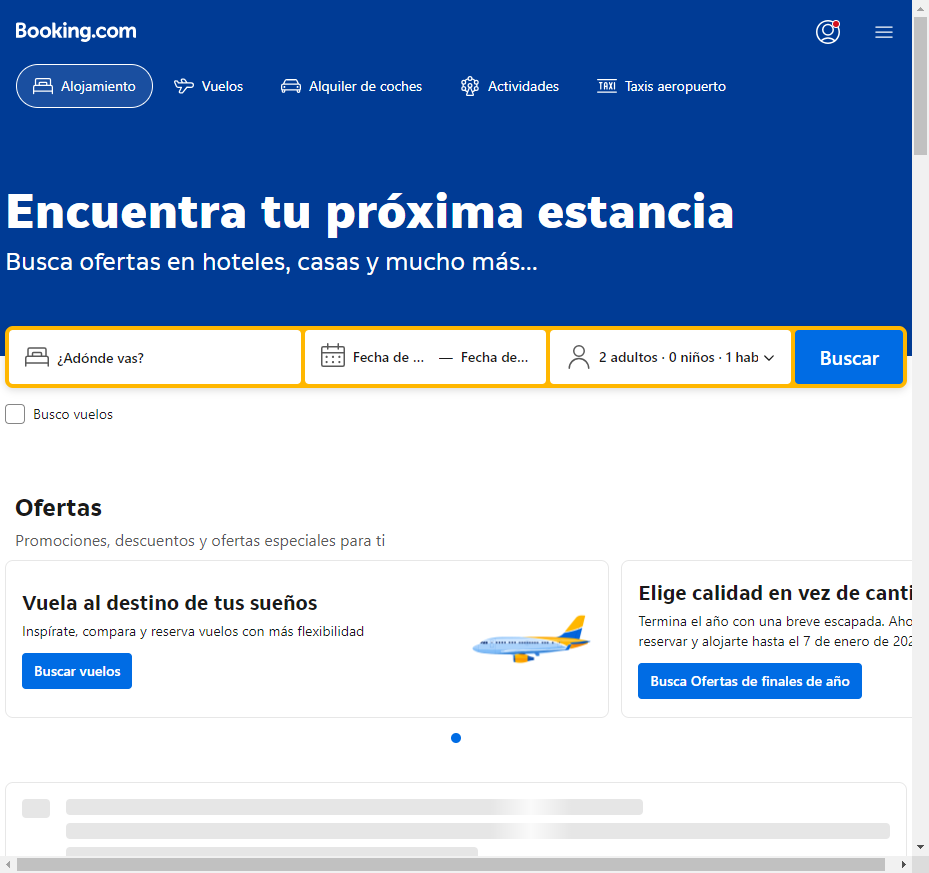 Booking.com
Alojamiento
Vuelos
Alquiler de coches
Actividades
TAXI
Taxis aeropuerto
Encuentra tu próxima estancia
Busca ofertas en hoteles, casas y mucho más...
¿Adónde vas?
Fecha de ... — Fecha de...
2 adultos · 0 niños · 1 hab
Buscar
Busco vuelos
Ofertas
Promociones, descuentos y ofertas especiales para ti
Vuela al destino de tus sueños
Inspírate, compara y reserva vuelos con más flexibilidad
Buscar vuelos
Elige calidad en vez de canti
Termina el año con una breve escapada. Aho
reservar y alojarte hasta el 7 de enero de 202
Busca Ofertas de finales de año